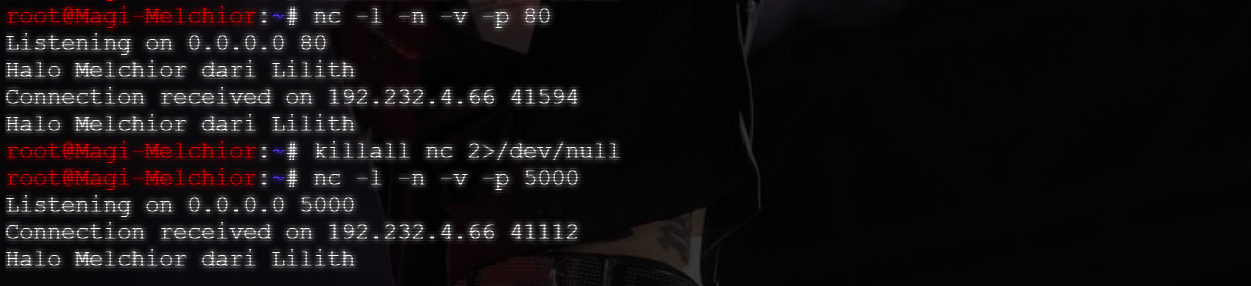 root@Magi-Melchior:~# nc -l -n -v -p 80
Listening on 0.0.0.0 80
Halo Melchior dari Lilith
Connection received on 192.232.4.66 41594
Halo Melchior dari Lilith
root@Magi-Melchior:~# killall nc 2>/dev/null
root@Magi-Melchior:~# nc -l -n -v -p 5000
Listening on 0.0.0.0 5000
Connection received on 192.232.4.66 41112
Halo Melchior dari Lilith